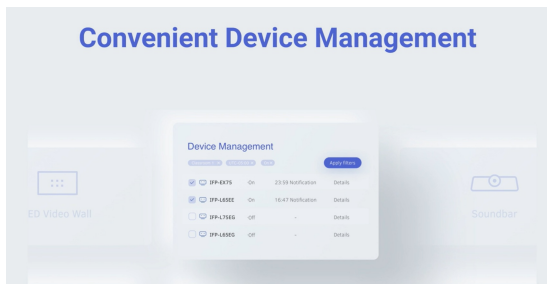 Convenient Device Management
Device Management
Apply filters
IFP-EX75 On 23:59 Notification Details
IFP-L85EE On 16:47 Notification Details
IFP-L75EG Off - Details
IFP-L65EG Off - Details
ED Video Wall
Soundbar